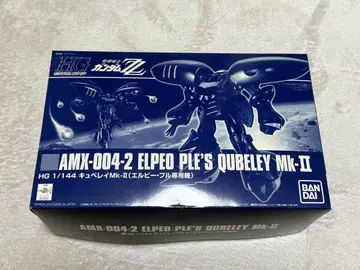 HG
UNIVERSAL CENTURY
機動戦士
ガンダムZZ
AMX-004-2 ELPEO PLE'S QUBELEY Mk-II
HG 1/144 キュベレイMk-II(エルピー・プル専用機)
BAN
DAI
AMX-004-2 ELPEO PLE'S QUBELEY Mk-II